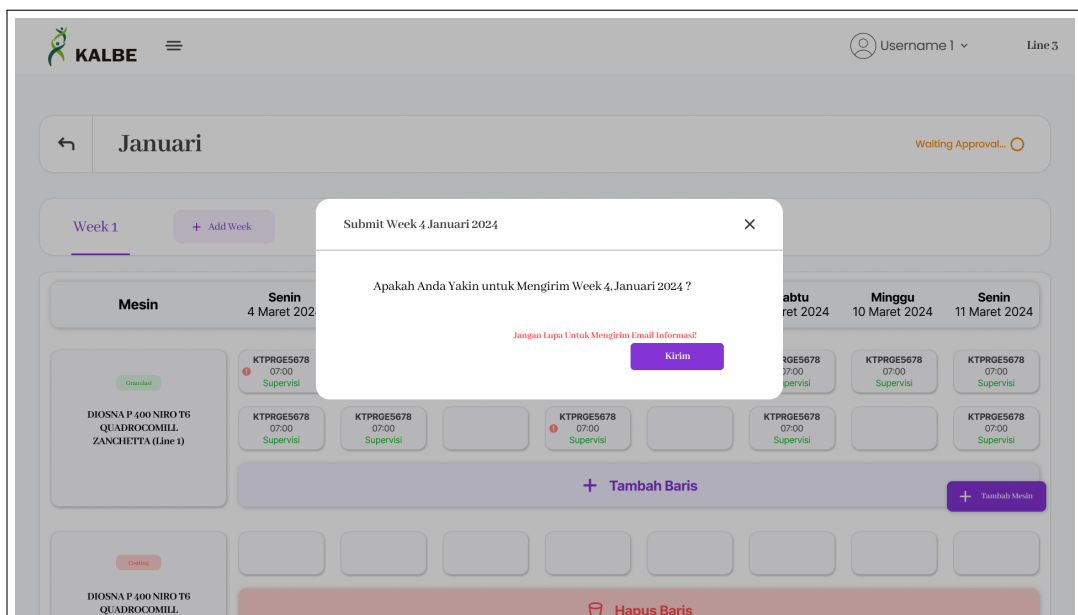 KALBE
Username 1
Line 3
Januari
Waiting Approval...
Week 1
+ Add Week
Submit Week 4 Januari 2024
Apakah Anda Yakin untuk Mengirim Week 4, Januari 2024 ?
Jangan Lupa Untuk Mengirim Email Informasi!
Kirim
Mesin
Senin
4 Maret 202
abtu
ret 2024
Minggu
10 Maret 2024
Senin
11 Maret 2024
Granulasi
DIOSNA P 400 NIRO T6
QUADROCOMILL
ZANCHETTA (Line 1)
KTPRGE5678
07:00
Supervisi
RGE5678
07:00
pervisi
KTPRGE5678
07:00
Supervisi
KTPRGE5678
07:00
Supervisi
KTPRGE5678
07:00
Supervisi
KTPRGE5678
07:00
Supervisi
KTPRGE5678
07:00
Supervisi
KTPRGE5678
07:00
Supervisi
KTPRGE5678
07:00
Supervisi
+ Tambah Baris
+ Tambah Mesin
Coating
DIOSNA P 400 NIRO T6
QUADROCOMILL
Hapus Baris